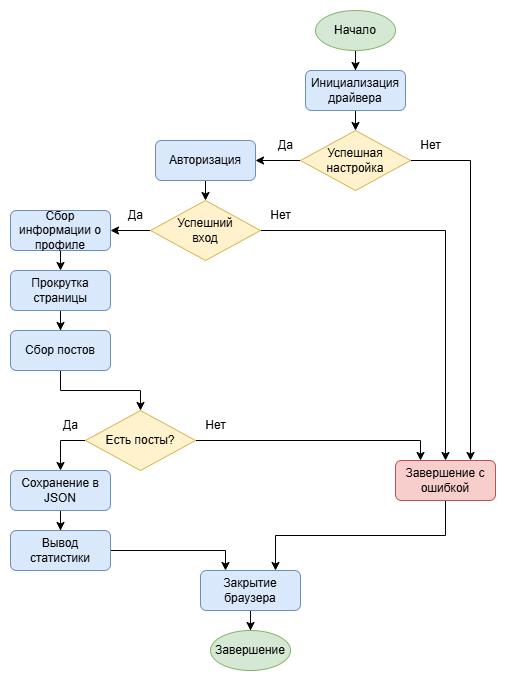 Начало
Инициализация
драйвера
Успешная
настройка
Да
Нет
Авторизация
Успешний
вход
Да
Нет
Сбор
информации о
профиле
Прокрутка
страницы
Сбор постов
Есть посты?
Да
Нет
Сохранение в
JSON
Завершение с
ошибкой
Вывод
статистики
Закрытие
браузера
Завершение